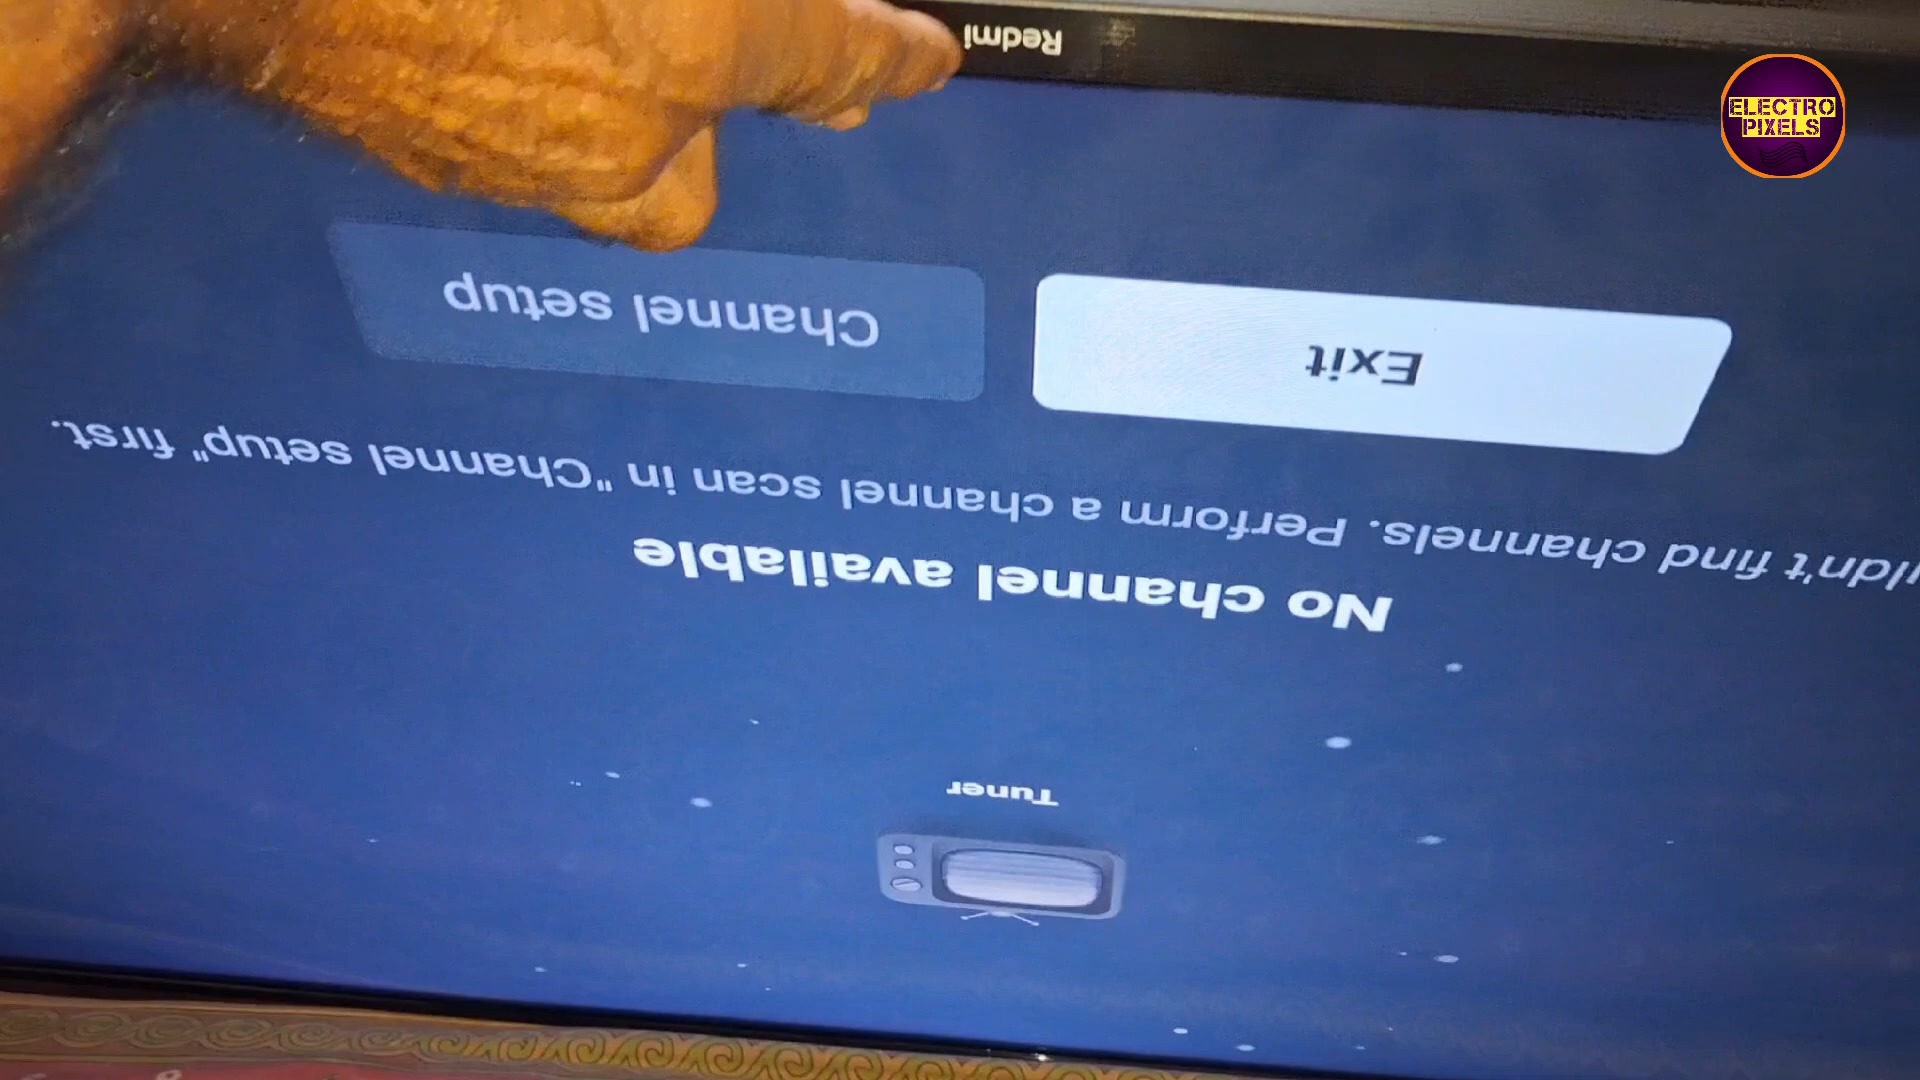 Tuner
No channel available
find channels. Perform a channel scan in "Channel setup" first.
Exit
Channel setup
Redmi
ELECTRO
PIXELS